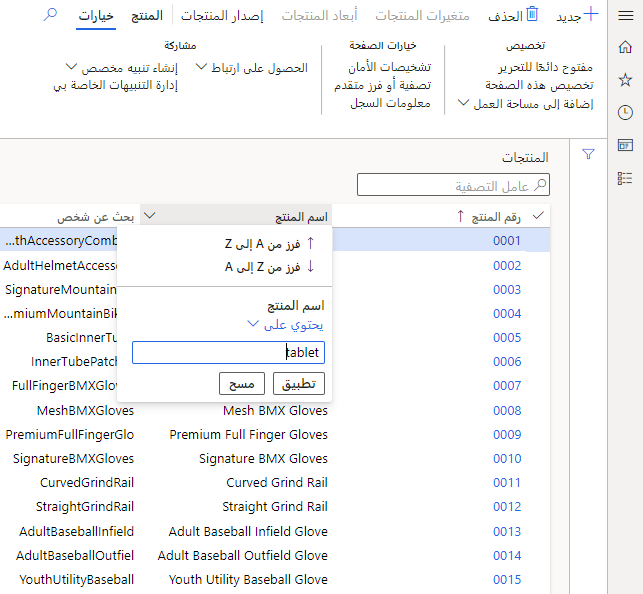 جديد
الحذف
متغيرات المنتجات
أبعاد المنتجات
إصدار المنتجات
المنتج
خيارات
تخصيص
مفتوح دائمًا للتحرير
تخصيص هذه الصفحة
إضافة إلى مساحة العمل
خيارات الصفحة
تشخيصات الأمان
تصفية أو فرز متقدم
معلومات السجل
مشاركة
الحصول على ارتباط
إنشاء تنبيه مخصص
إدارة التنبيهات الخاصة بي
المنتجات
عامل التصفية
رقم المنتج ↑ اسم المنتج بحث عن شخص
0001 thAccessoryComb...
فرز من A إلى Z
فرز من Z إلى A
اسم المنتج
يحتوي على
tablet
تطبيق مسح
0002 AdultHelmetAccess
0003 SignatureMountain
0004 miumMountainBik...
0005 BasicInnerTu
0006 InnerTubePatch
0007 FullFingerBMXGlov
0008 Mesh BMX Gloves MeshBMXGloves
0009 Premium Full Finger Gloves PremiumFullFingerGlo
0010 Signature BMX Gloves SignatureBMXGloves
0011 Curved Grind Rail CurvedGrindRail
0012 Straight Grind Rail StraightGrindRail
0013 Adult Baseball Infield Glove AdultBaseballInfield
0014 Adult Baseball Outfield Glove AdultBaseballOutfiel
0015 Youth Utility Baseball Glove YouthUtilityBaseball